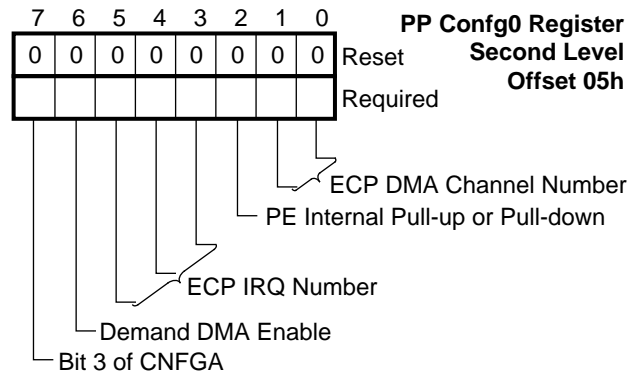 7 6 5 4 3 2 1 0
PP Confg0 Register
Second Level
Offset 05h
0 0 0 0 0 0 0 0 Reset
Required
ECP DMA Channel Number
PE Internal Pull-up or Pull-down
ECP IRQ Number
Demand DMA Enable
Bit 3 of CNFGA